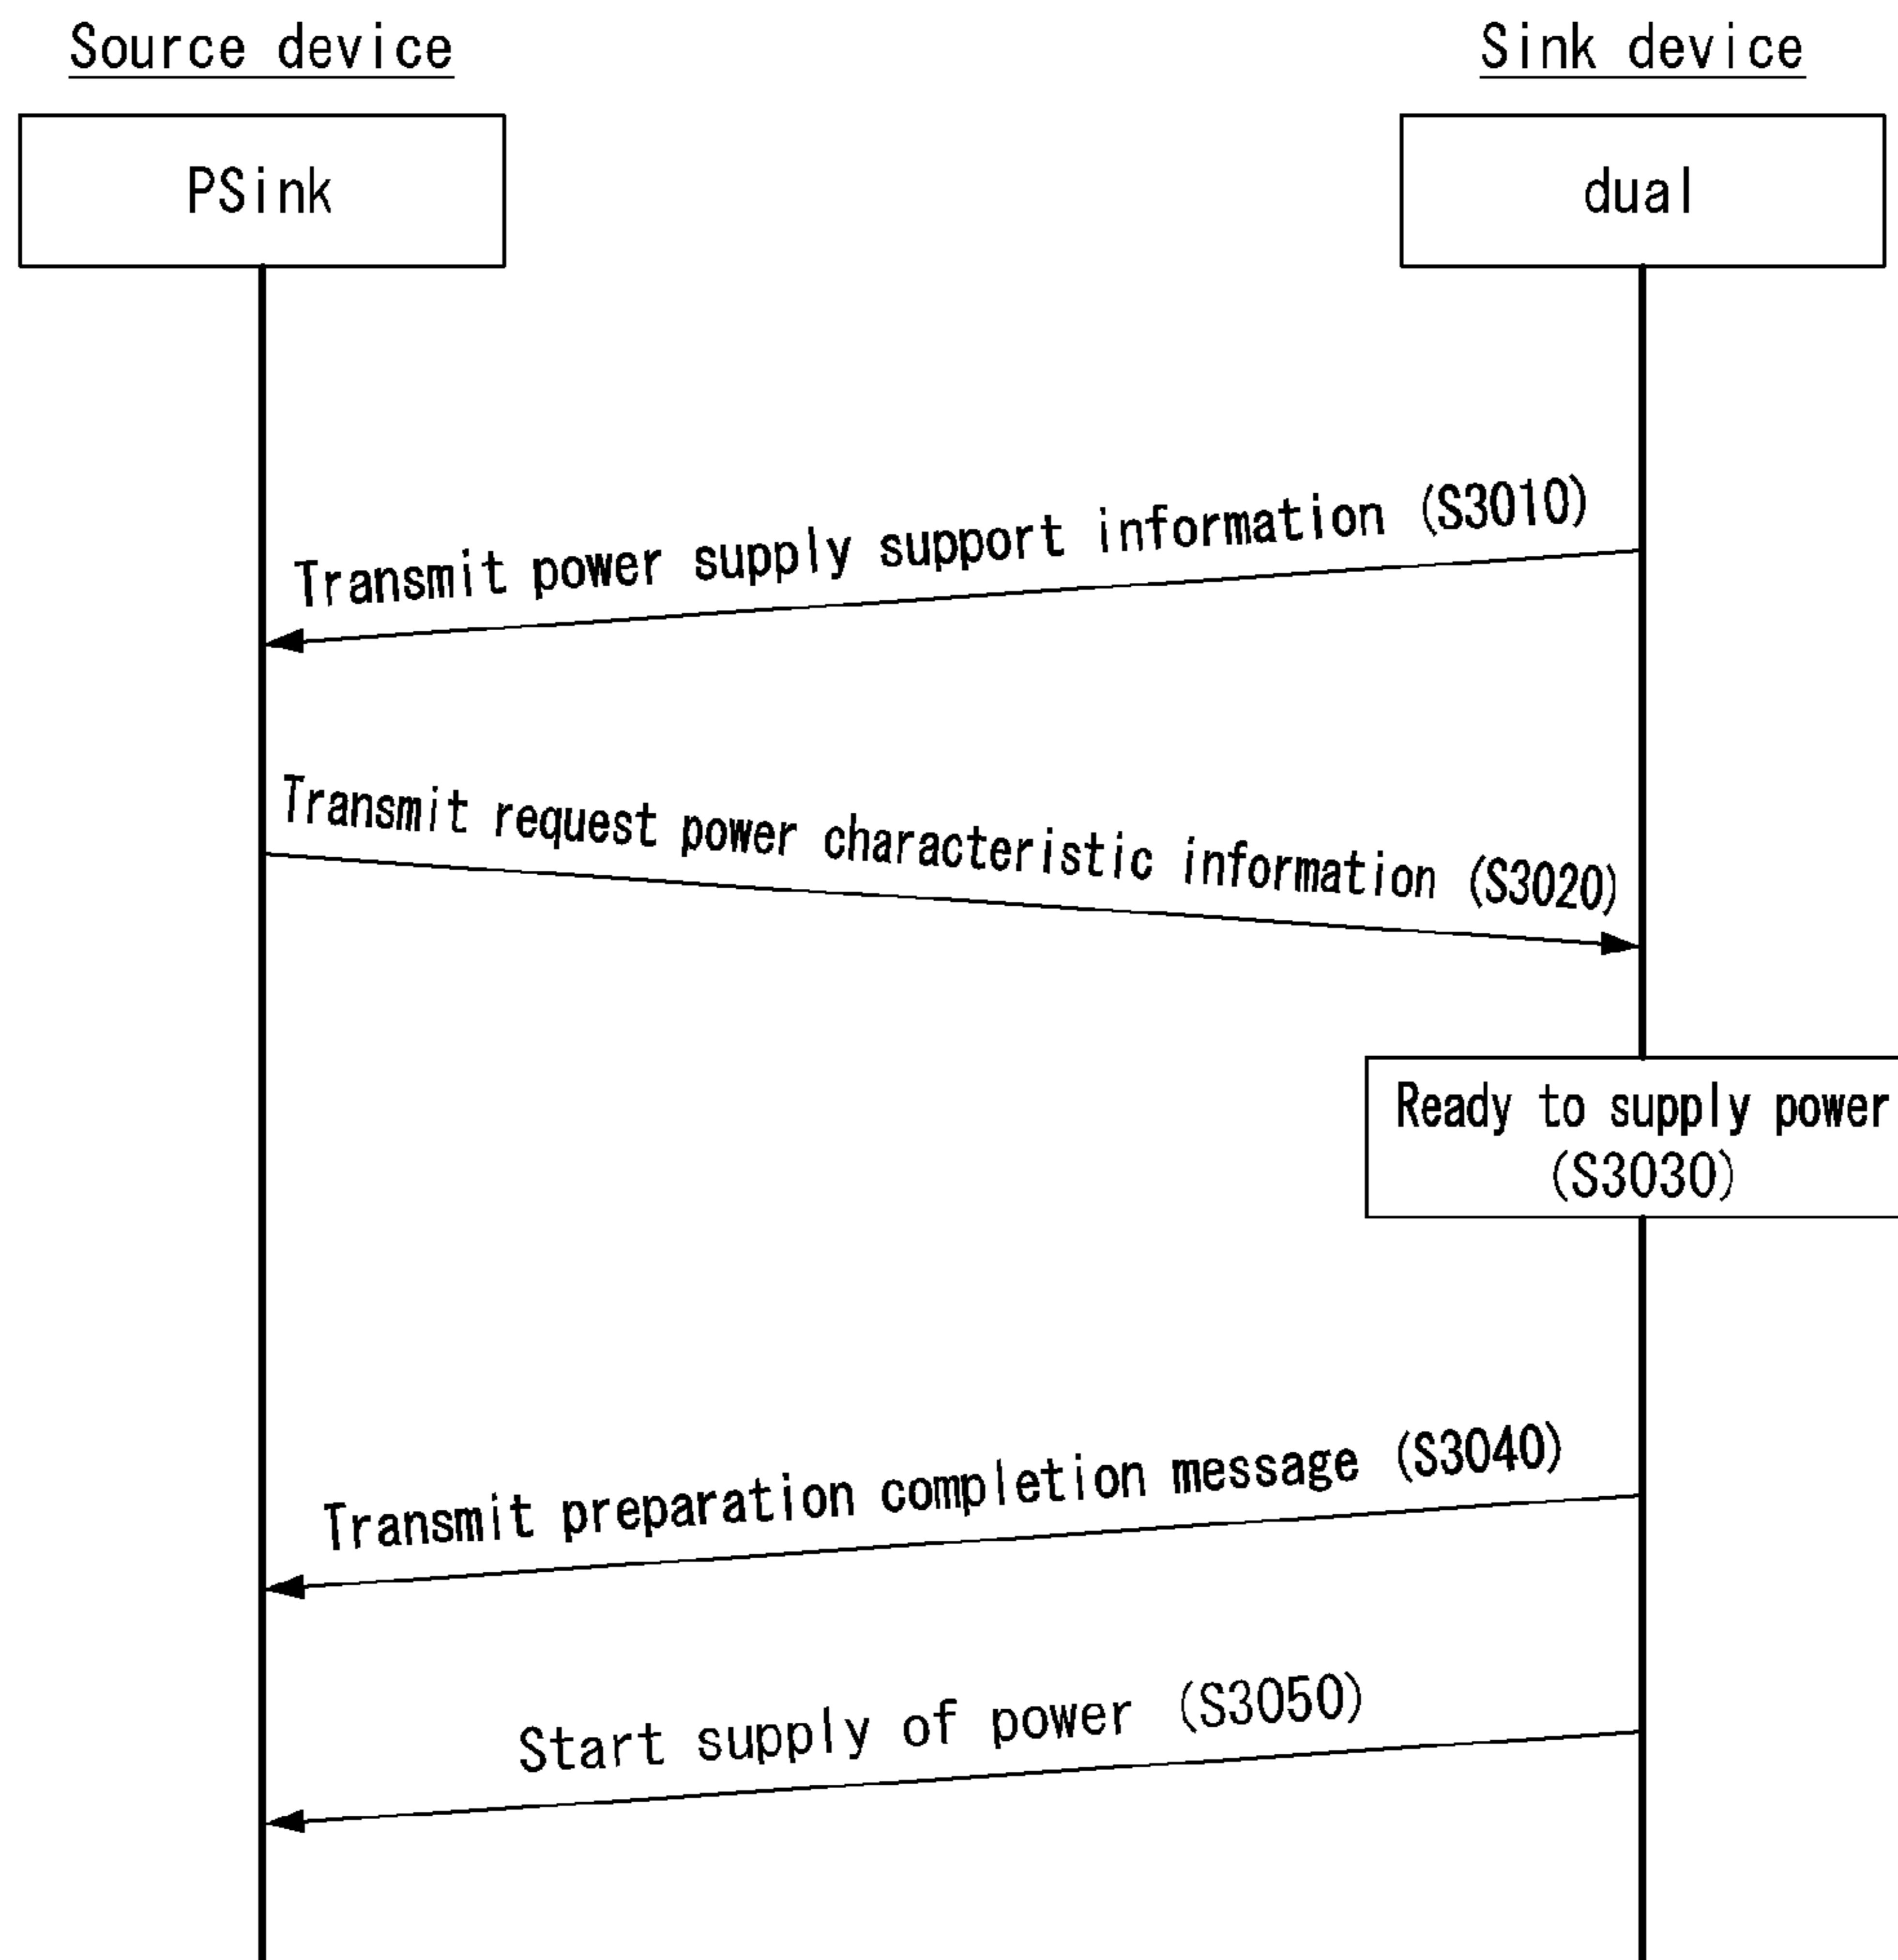 Source device
Sink device
PSink
dual
Transmit power supply support information (S3010)
Transmit request power characteristic information (S3020)
Ready to supply power
(S3030)
Transmit preparation completion message (S3040)
Start supply of power (S3050)